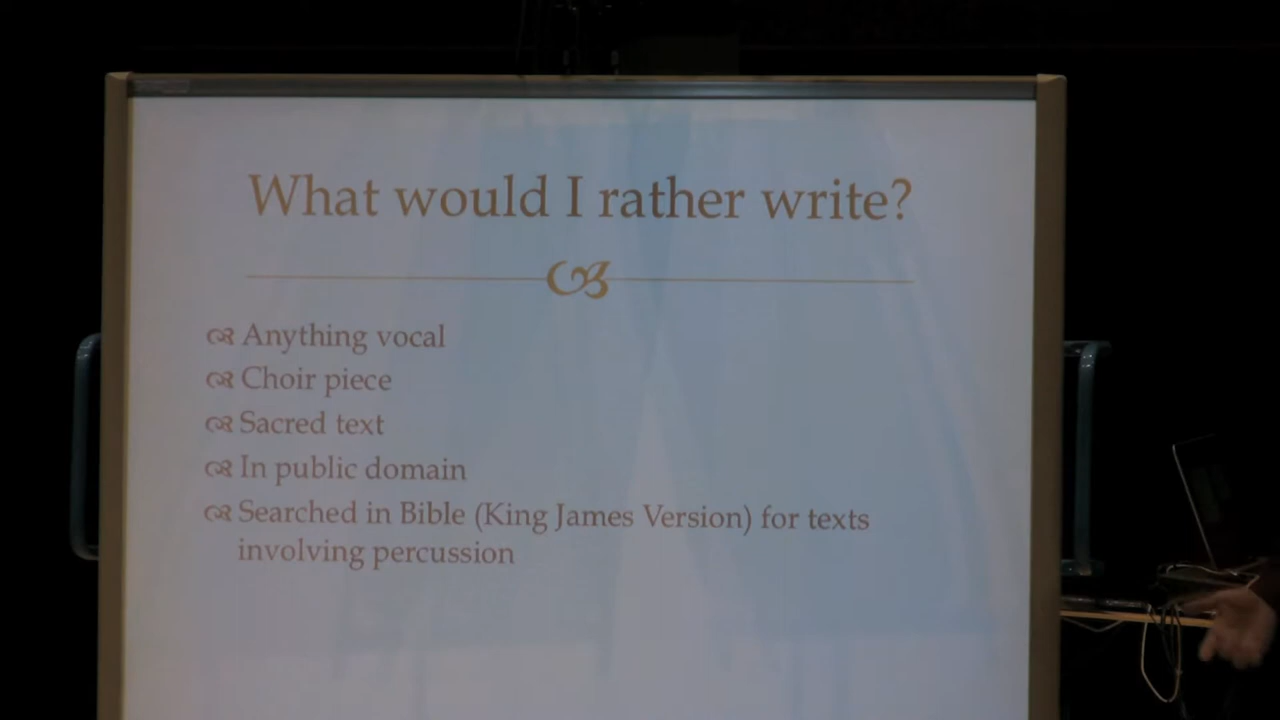 What would I rather write?
Anything vocal
Choir piece
Sacred text
In public domain
Searched in Bible (King James Version) for texts
involving percussion